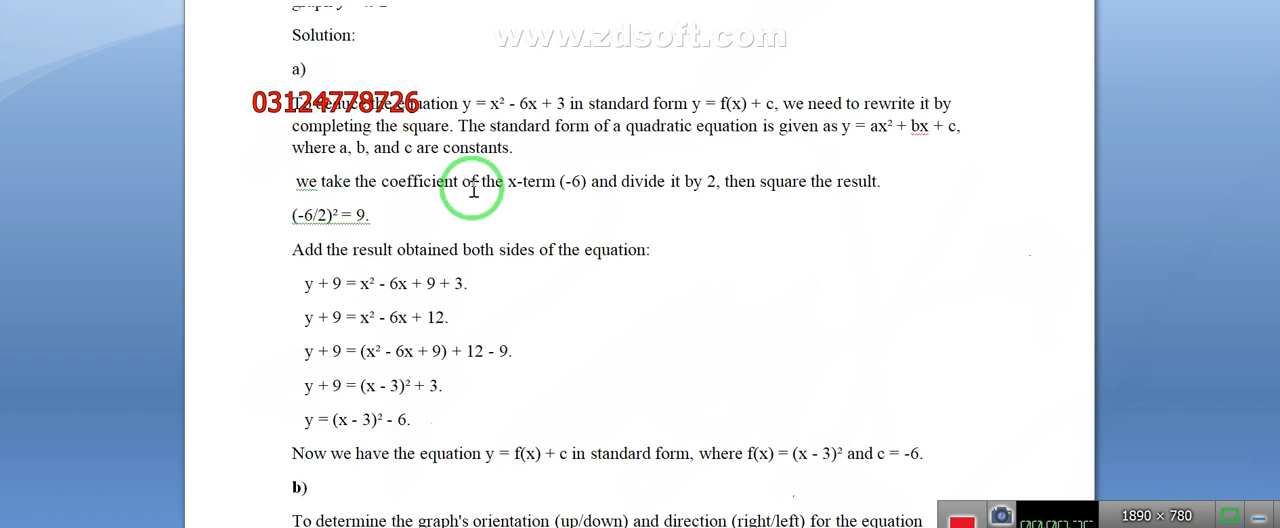 www.zdsoft.com
Solution:
a)
03124778726
equation y = x² - 6x + 3 in standard form y = f(x) + c, we need to rewrite it by
completing the square. The standard form of a quadratic equation is given as y = ax² + bx + c,
where a, b, and c are constants.
we take the coefficient of the x-term (-6) and divide it by 2, then square the result.
(-6/2)² = 9.
Add the result obtained both sides of the equation:
y + 9 = x² - 6x + 9 + 3.
y + 9 = x² - 6x + 12.
y + 9 = (x² - 6x + 9) + 12 - 9.
y + 9 = (x - 3)² + 3.
y = (x - 3)² - 6.
Now we have the equation y = f(x) + c in standard form, where f(x) = (x - 3)² and c = -6.
b)
To determine the graph's orientation (up/down) and direction (right/left) for the equation
1890 × 780